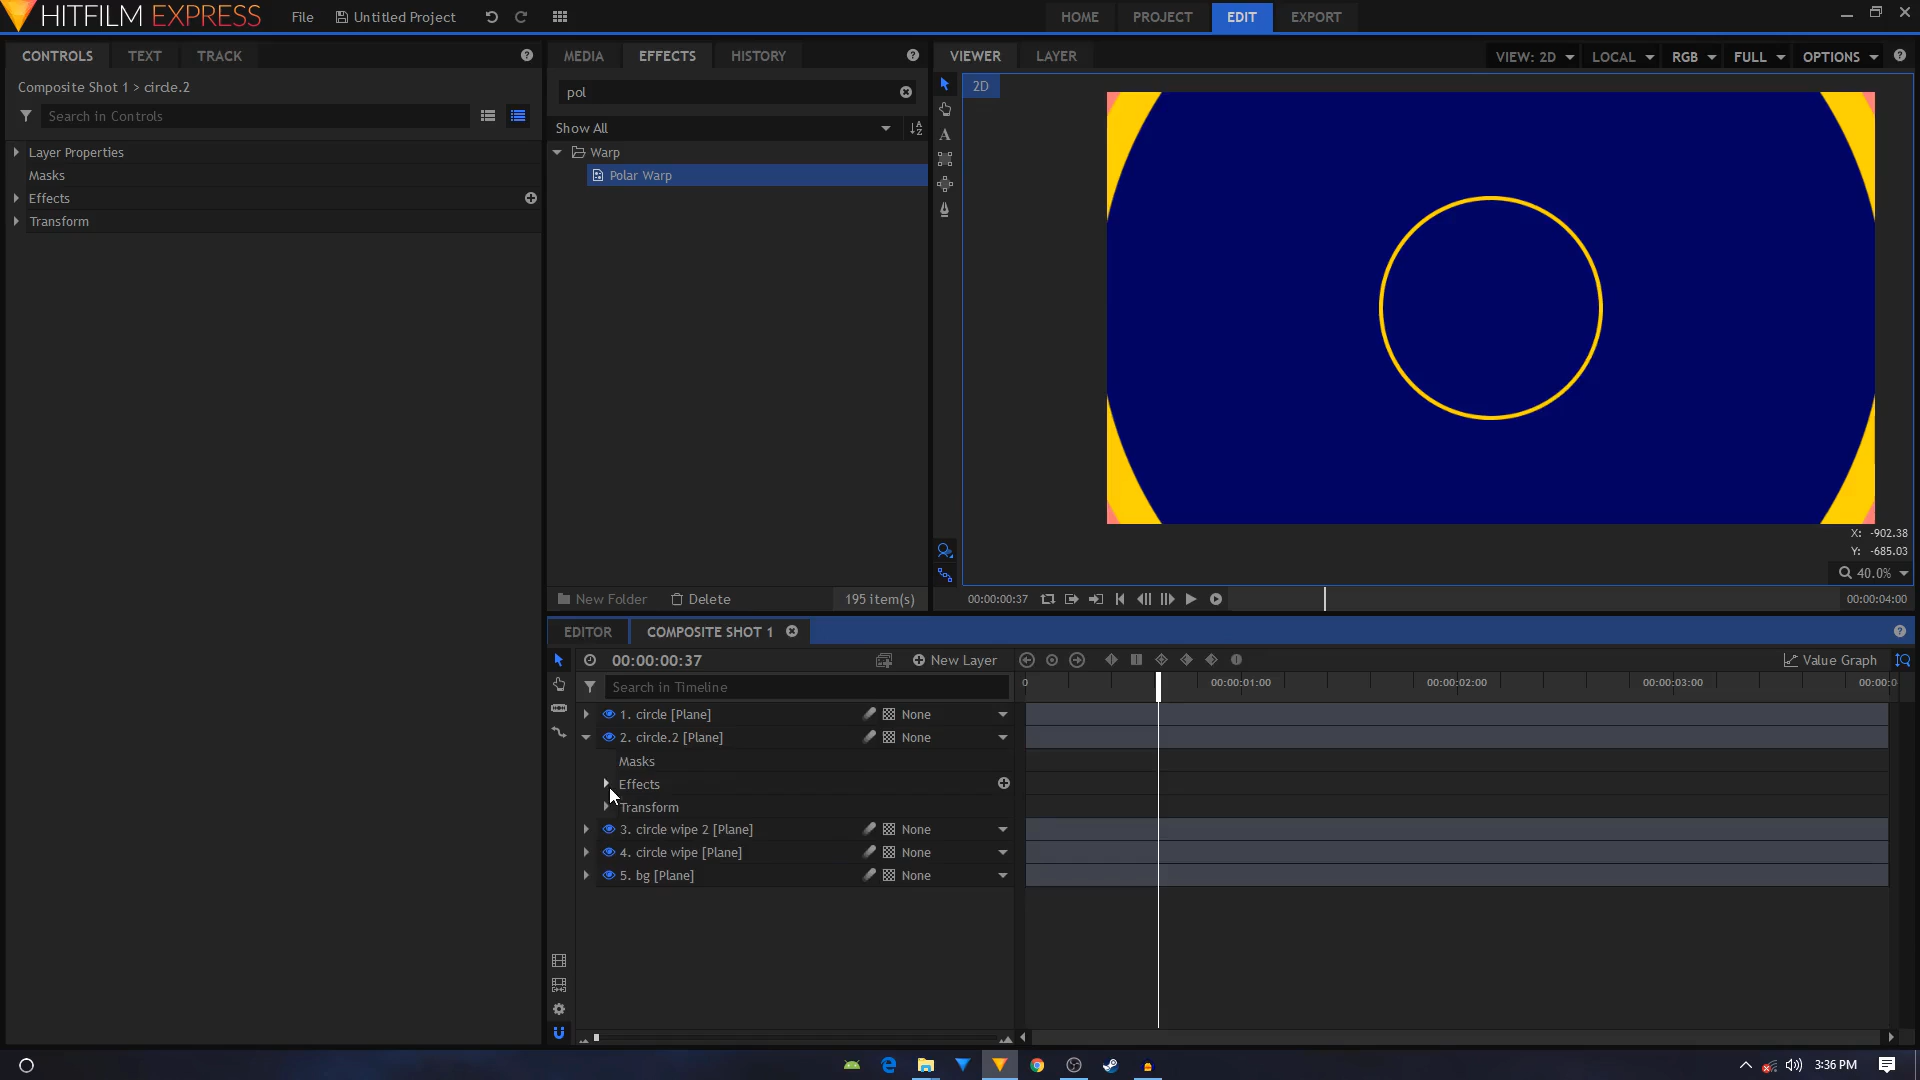 HITFILM EXPRESS
File
Untitled Project
HOME
PROJECT
EDIT
EXPORT
CONTROLS
TEXT
TRACK
Composite Shot 1 > circle.2
Search in Controls
Layer Properties
Masks
Effects
Transform
MEDIA
EFFECTS
HISTORY
pol
Show All
Warp
Polar Warp
New Folder
Delete
195 item(s)
VIEWER
LAYER
VIEW: 2D
LOCAL
RGB
FULL
OPTIONS
2D
X: -902.38
Y: -685.03
40.0%
00:00:00:37
00:00:04:00
EDITOR
COMPOSITE SHOT 1
00:00:00:37
New Layer
Value Graph
Search in Timeline
0
00:00:01:00
00:00:02:00
00:00:03:00
00:00:0
1. circle [Plane]
None
2. circle.2 [Plane]
None
Masks
Effects
Transform
3. circle wipe 2 [Plane]
None
4. circle wipe [Plane]
None
5. bg [Plane]
None
3:36 PM